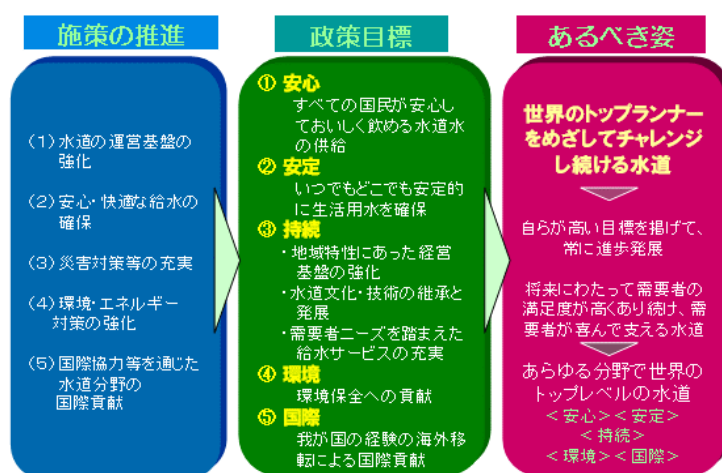 施策の推進
(1)水道の運営基盤の
強化
(2)安心・快適な給水の
確保
(3)災害対策等の充実
(4)環境・エネルギー
対策の強化
(5)国際協力等を通じた
水道分野の
国際貢献
政策目標
① 安心
すべての国民が安心し
ておいしく飲める水道水
の供給
② 安定
いつでもどこでも安定的
に生活用水を確保
③ 持続
・地域特性にあった経営
基盤の強化
・水道文化・技術の継承と
発展
・需要者ニーズを踏まえた
給水サービスの充実
④ 環境
環境保全への貢献
⑤ 国際
我が国の経験の海外移
転による国際貢献
あるべき姿
世界のトップランナー
をめざしてチャレンジ
し続ける水道
自らが高い目標を掲げて、
常に進歩発展
将来にわたって需要者の
満足度が高くあり続け、需
要者が喜んで支える水道
あらゆる分野で世界の
トップレベルの水道
＜安心＞＜安定＞
＜持続＞
＜環境＞＜国際＞